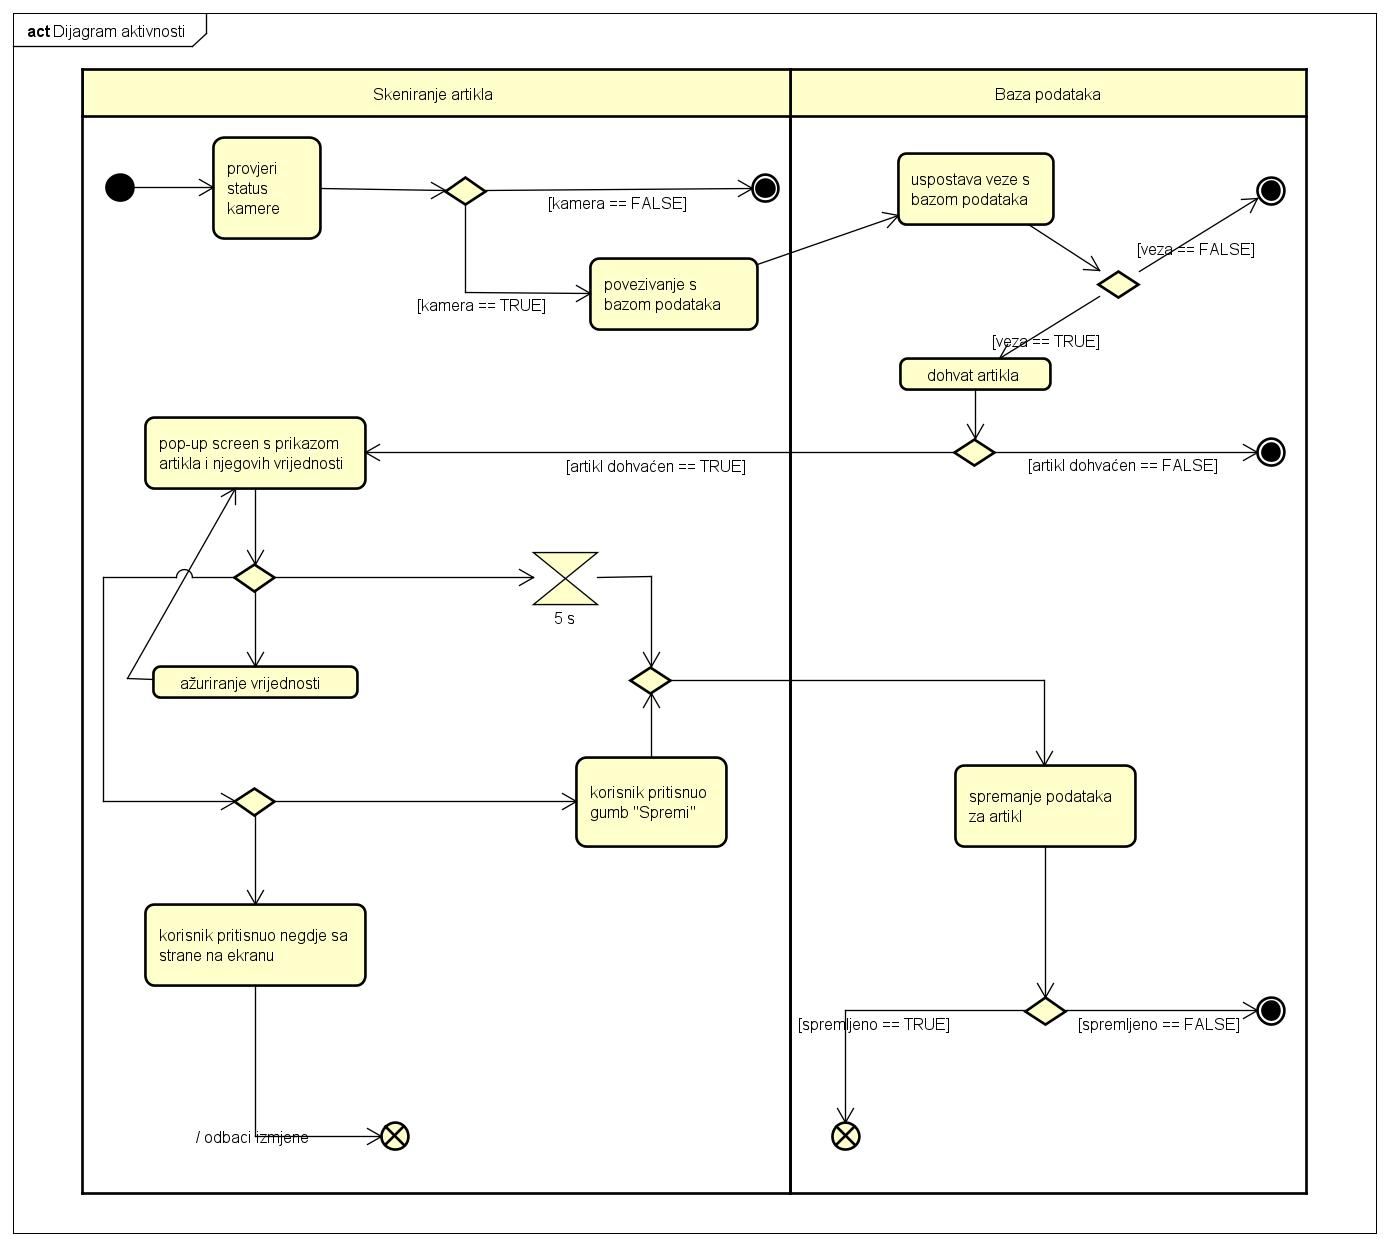 act Dijagram aktivnosti
Skeniranje artikla
Baza podataka
provjeri
status
kamere
[kamera == FALSE]
[kamera == TRUE]
povezivanje s
bazom podataka
uspostava veze s
bazom podataka
[veza == FALSE]
[veza == TRUE]
dohvat artikla
pop-up screen s prikazom
artikla i njegovih vrijednosti
[artikl dohvaćen == TRUE]
[artikl dohvaćen == FALSE]
5 s
ažuriranje vrijednosti
korisnik pritisnuo
gumb "Spremi"
spremanje podataka
za artikl
korisnik pritisnuo negdje sa
strane na ekranu
[spremljeno == TRUE]
[spremljeno == FALSE]
/ odbaci izmjene